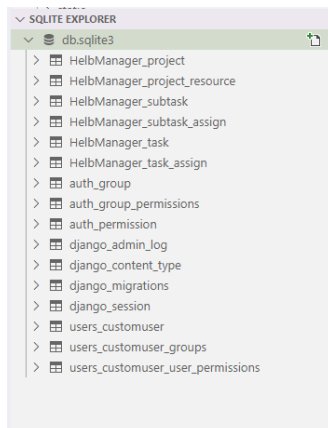 SQLITE EXPLORER
db.sqlite3
HelbManager_project
HelbManager_project_resource
HelbManager_subtask
HelbManager_subtask_assign
HelbManager_task
HelbManager_task_assign
auth_group
auth_group_permissions
auth_permission
django_admin_log
django_content_type
django_migrations
django_session
users_customuser
users_customuser_groups
users_customuser_user_permissions